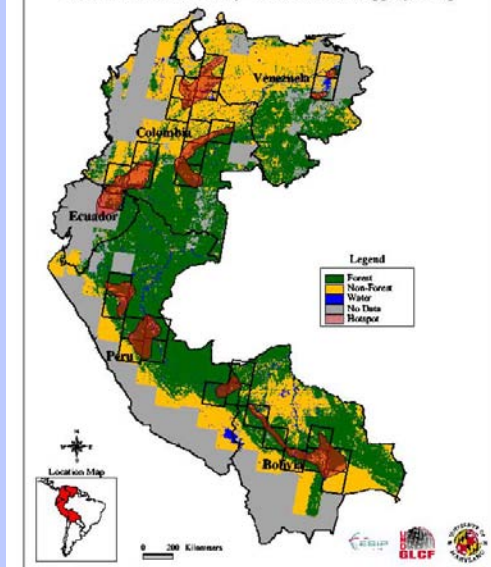 Venezuela
Colombia
Ecuador
Peru
Bolivia
Legend
Forest
Non-Forest
Water
No Data
Hotspot
Location Map
0 200 Kilometers
GLCF